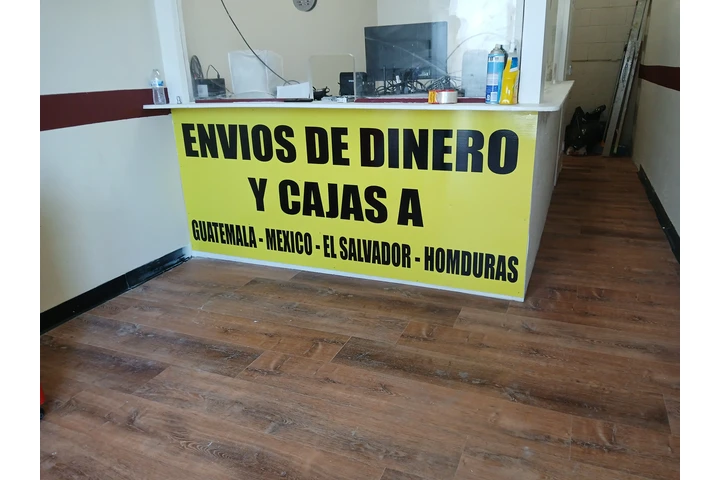 ENVIOS DE DINERO
Y CAJAS A
GUATEMALA - MEXICO - EL SALVADOR - HOMDURAS